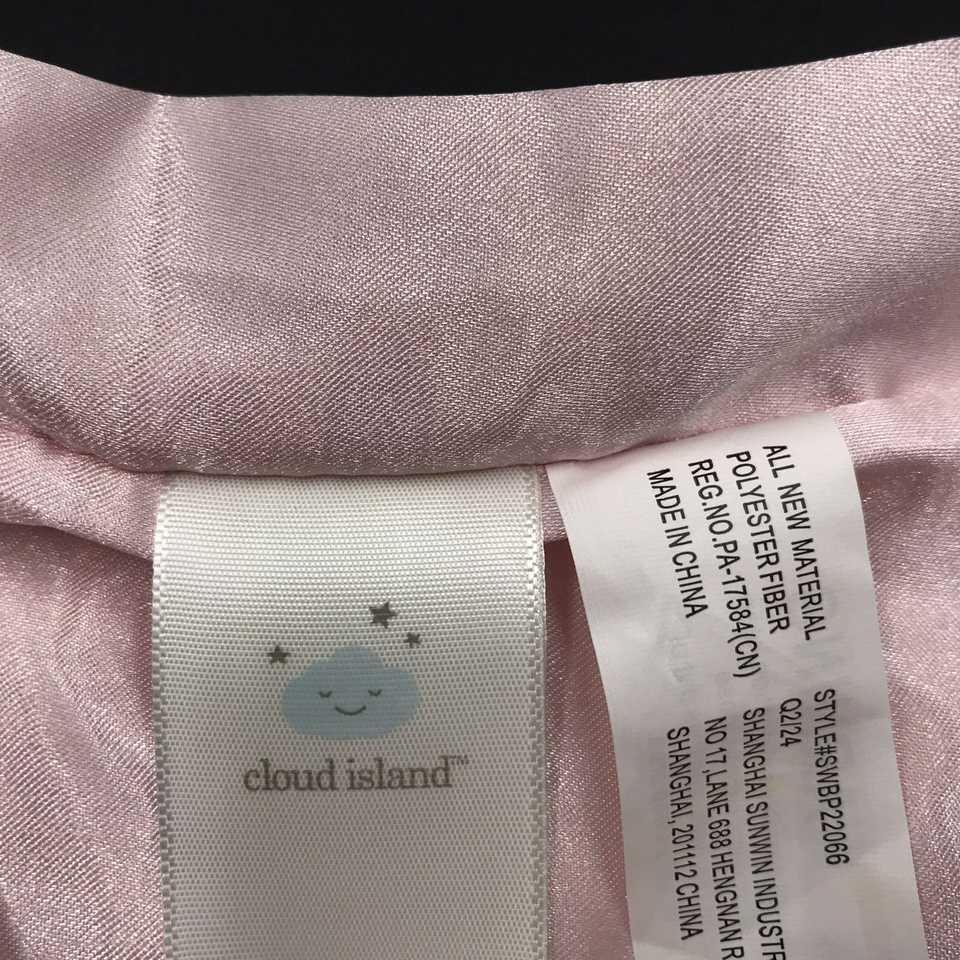 cloud island™
ALL NEW MATERIAL
POLYESTER FIBER
REG.NO.PA-17584(CN)
MADE IN CHINA
STYLE#SWBP22066
Q2/24
SHANGHAI SUNWIN
NO 17,LANE 688 HENGNAN
SHANGHAI, 201112 CHINA